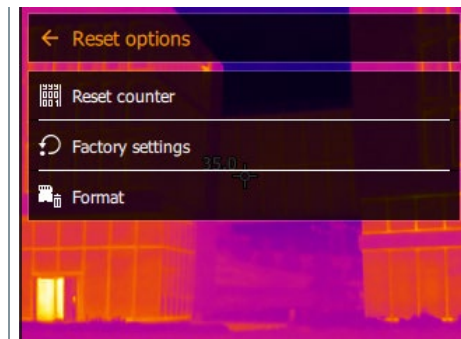 Reset options
Reset counter
Factory settings
35.0
Format